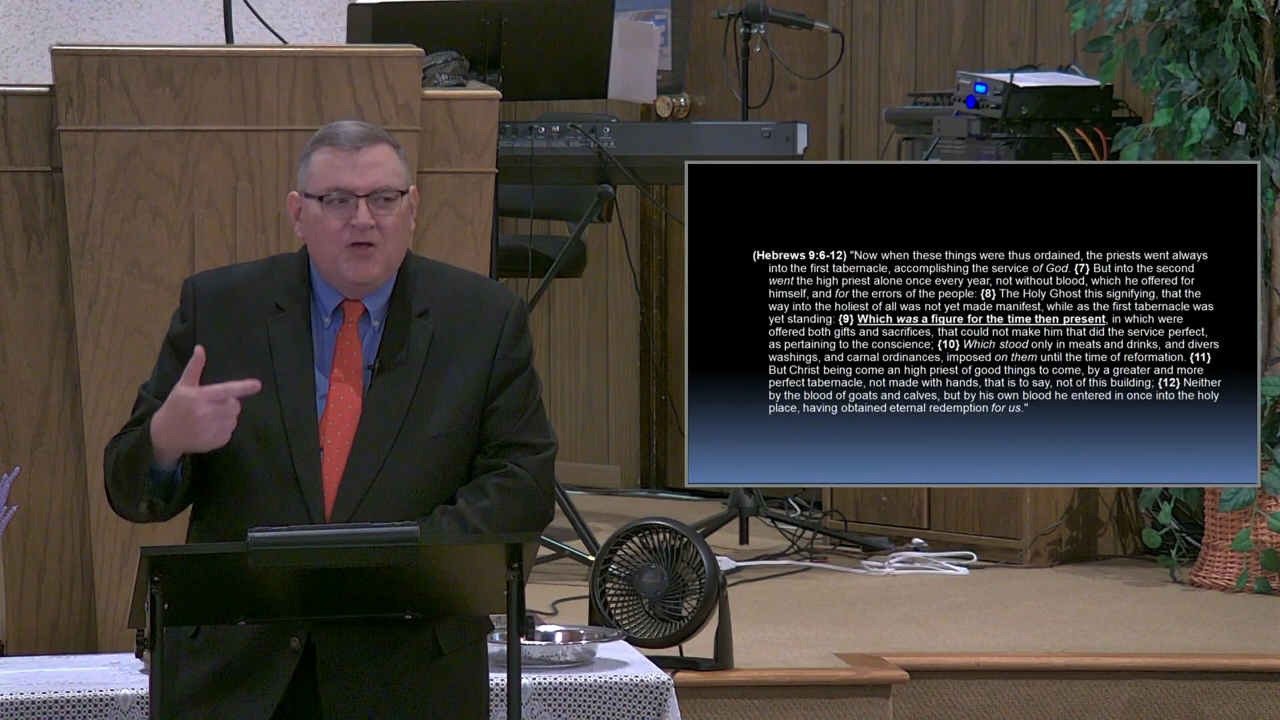 (Hebrews 9:6-12) "Now when these things were thus ordained, the priests went always
into the first tabernacle, accomplishing the service of God. {7} But into the second
went the high priest alone once every year, not without blood, which he offered for
himself, and for the errors of the people: {8} The Holy Ghost this signifying, that the
way into the holiest of all was not yet made manifest, while as the first tabernacle was
yet standing: {9} Which was a figure for the time then present, in which were
offered both gifts and sacrifices, that could not make him that did the service perfect,
as pertaining to the conscience; {10} Which stood only in meats and drinks, and divers
washings, and carnal ordinances, imposed on them until the time of reformation. {11}
But Christ being come an high priest of good things to come, by a greater and more
perfect tabernacle, not made with hands, that is to say, not of this building; {12} Neither
by the blood of goats and calves, but by his own blood he entered in once into the holy
place, having obtained eternal redemption for us."